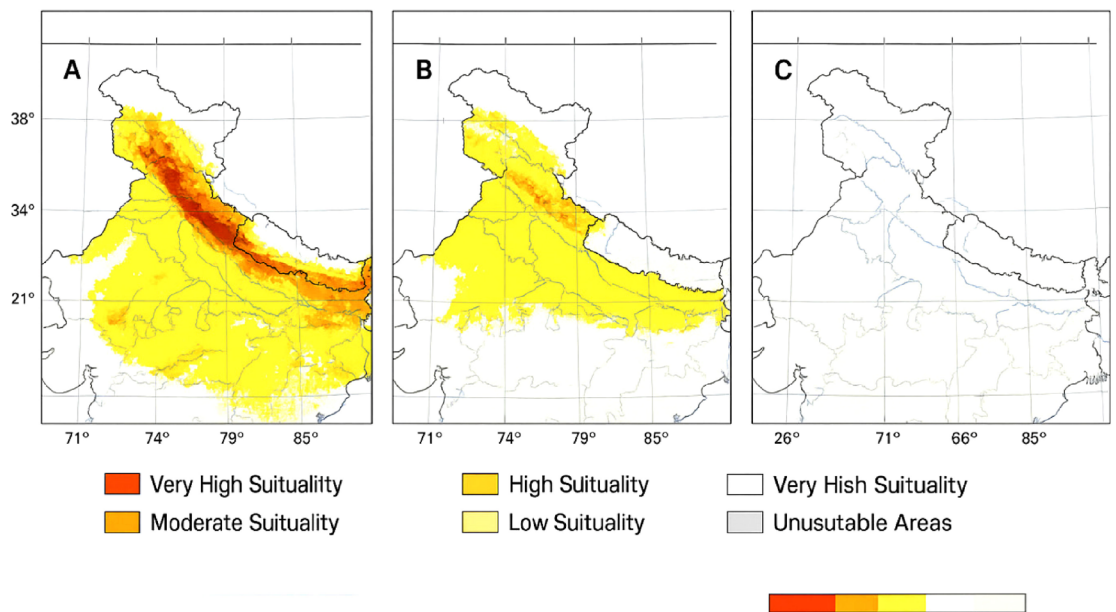 A B C
38°
34°
21°
71° 74° 79° 85° 71° 74° 79° 85° 26° 71° 66° 85°
Very High Suitualilty High Suituality Very Hish Suituality
Moderate Suituality Low Suituality Unusutable Areas